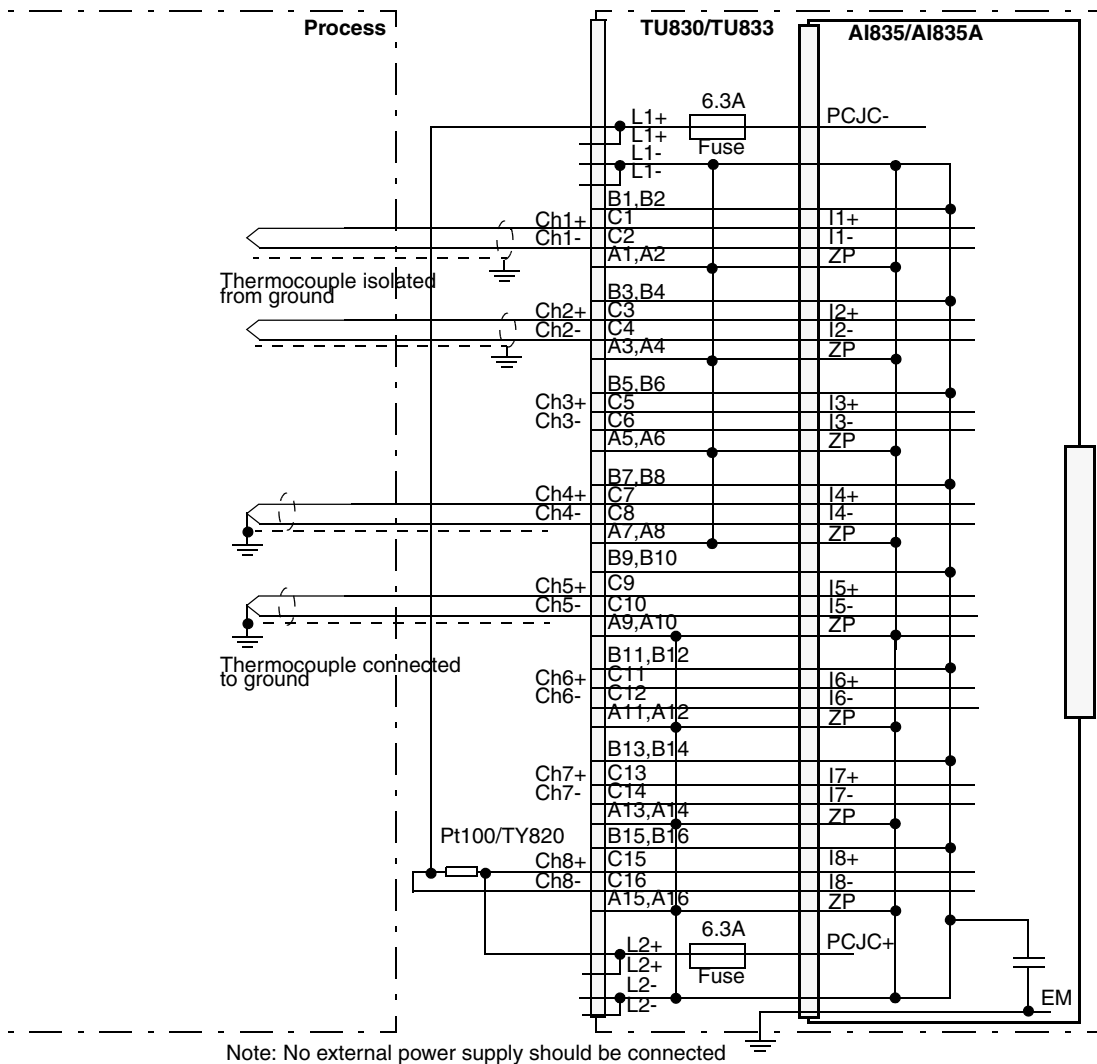 Process
TU830/TU833
AI835/AI835A
6.3A
L1+
PCJC-
L1+
Fuse
L1-
L1-
B1,B2
Ch1+ C1 I1+
Ch1- C2 I1-
A1,A2 ZP
Thermocouple isolated
from ground
B3,B4
Ch2+ C3 I2+
Ch2- C4 I2-
A3,A4 ZP
B5,B6
Ch3+ C5 I3+
Ch3- C6 I3-
A5,A6 ZP
B7,B8
Ch4+ C7 I4+
Ch4- C8 I4-
A7,A8 ZP
B9,B10
Ch5+ C9 I5+
Ch5- C10 I5-
A9,A10 ZP
Thermocouple connected
to ground
B11,B12
Ch6+ C11 I6+
Ch6- C12 I6-
A11,A12 ZP
B13,B14
Ch7+ C13 I7+
Ch7- C14 I7-
A13,A14 ZP
Pt100/TY820
B15,B16
Ch8+ C15 I8+
Ch8- C16 I8-
A15,A16 ZP
6.3A
L2+
PCJC+
L2+
Fuse
L2-
L2-
EM
Note: No external power supply should be connected